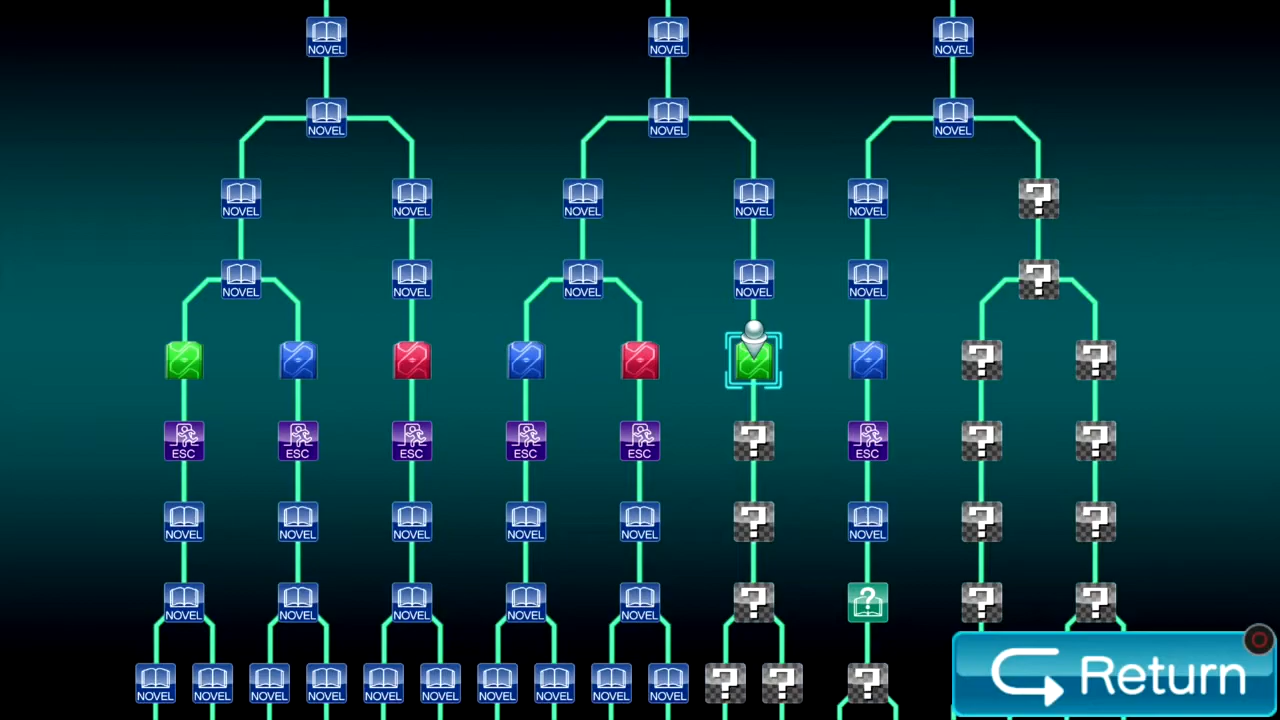 NOVEL NOVEL NOVEL
NOVEL NOVEL NOVEL
NOVEL NOVEL NOVEL NOVEL NOVEL ?
NOVEL NOVEL NOVEL NOVEL NOVEL ?
? ?
ESC ESC ESC ESC ESC ? ESC ? ?
NOVEL NOVEL NOVEL NOVEL NOVEL ? NOVEL ? ?
NOVEL NOVEL NOVEL NOVEL NOVEL ? ? ? ?
NOVEL NOVEL NOVEL NOVEL NOVEL NOVEL NOVEL NOVEL NOVEL NOVEL ? ? ?
Return